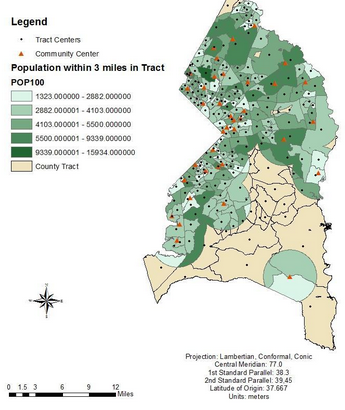 Legend
Tract Centers
Community Center
Population within 3 miles in Tract
POP100
1323.000000 - 2882.000000
2882.000001 - 4103.000000
4103.000001 - 5500.000000
5500.000001 - 9339.000000
9339.000001 - 15934.000000
County Tract
Projection: Lambertian, Conformal, Conic
Central Meridian: 77.0
1st Standard Parallel: 38.3
2nd Standard Parallel: 39,45
Latitude of Origin: 37.667
Units: meters
0 1.5 3 6 9 12
Miles